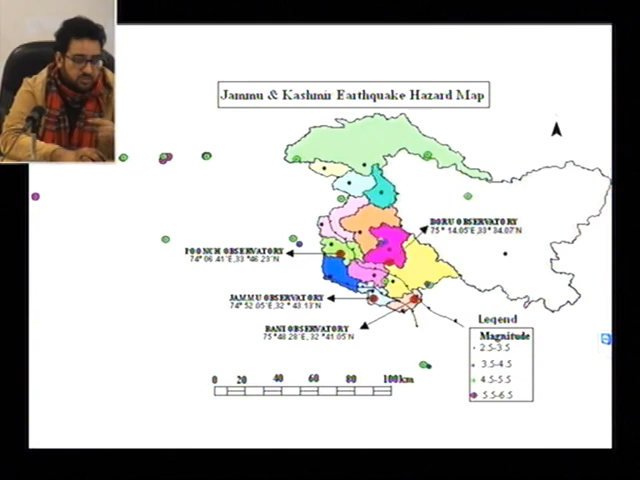 Jammu & Kashmir Earthquake Hazard Map
DORU OBSERVATORY
75° 14.05'E,33° 34.07'N
POONCH OBSERVATORY
74° 06.41'E,33° 46.23'N
JAMMU OBSERVATORY
74° 52.05'E,32° 43.13'N
BANI OBSERVATORY
75°48.28'E, 32°41.05'N
Legend
Magnitude
2.5-3.5
3.5-4.5
4.5-5.5
5.5-6.5
0 20 40 60 80 100km